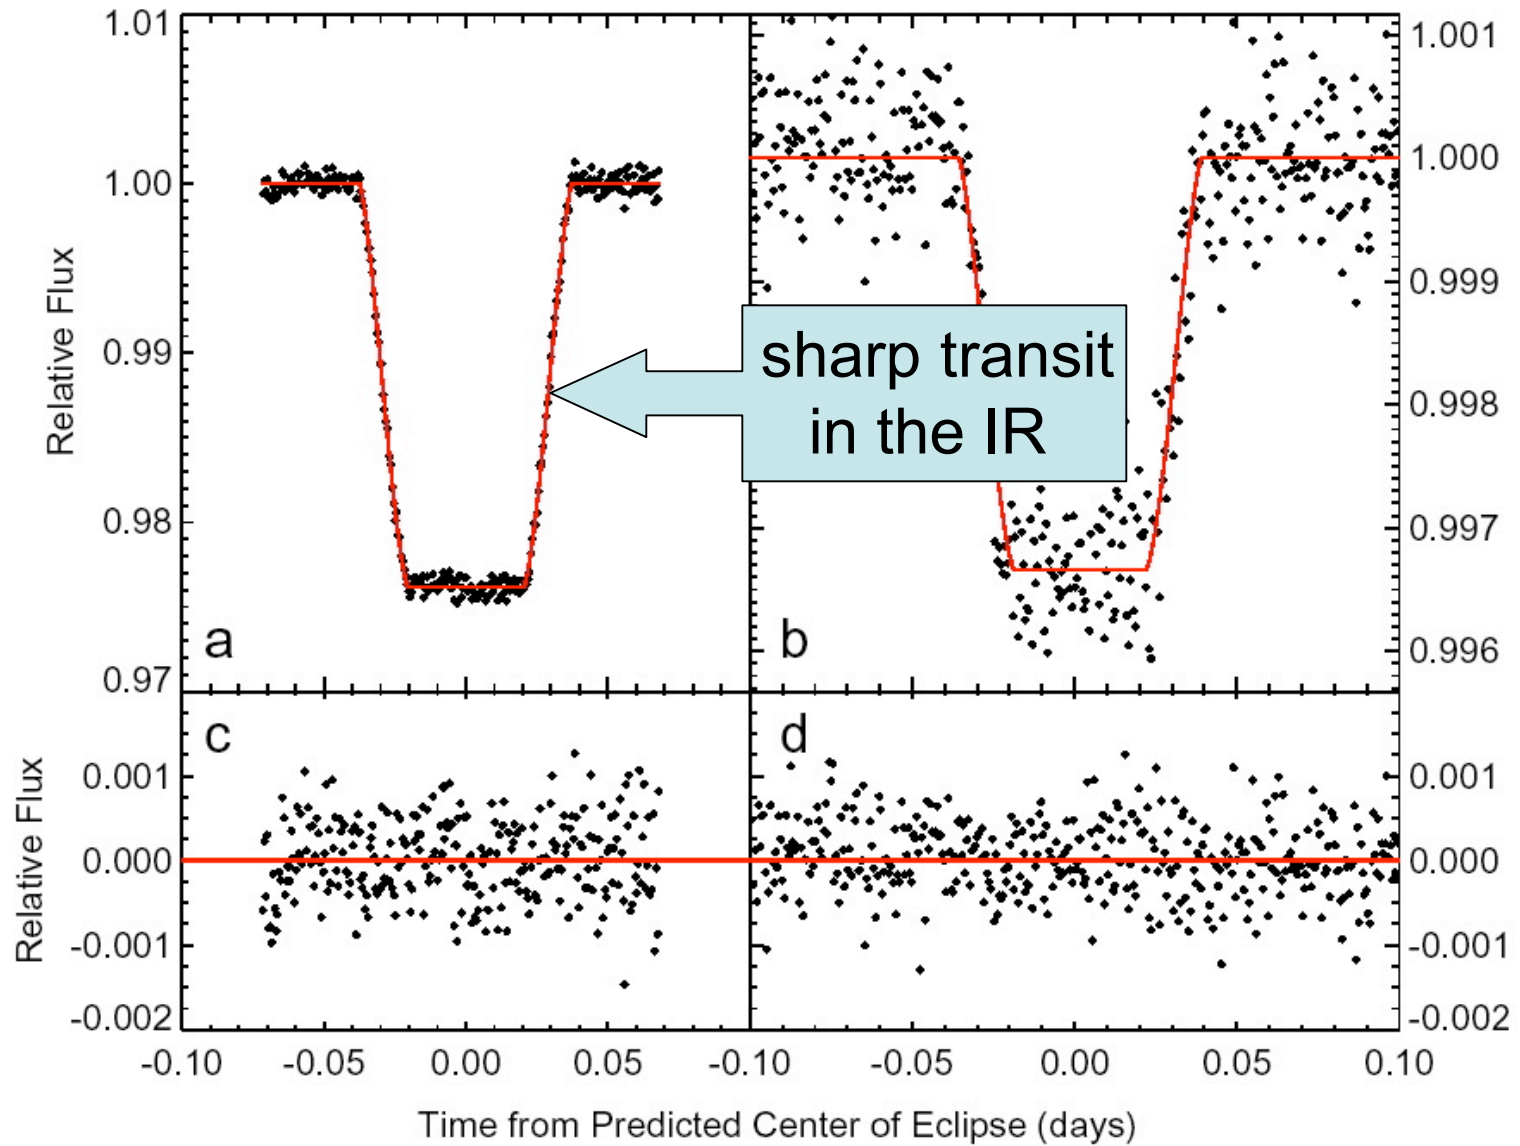 1.01
1.00
0.99
0.98
0.97
Relative Flux
a
sharp transit
in the IR
b
1.001
1.000
0.999
0.998
0.997
0.996
c
0.001
0.000
-0.001
-0.002
Relative Flux
d
0.001
0.000
-0.001
-0.002
-0.10 -0.05 0.00 0.05 -0.10 -0.05 0.00 0.05 0.10
Time from Predicted Center of Eclipse (days)